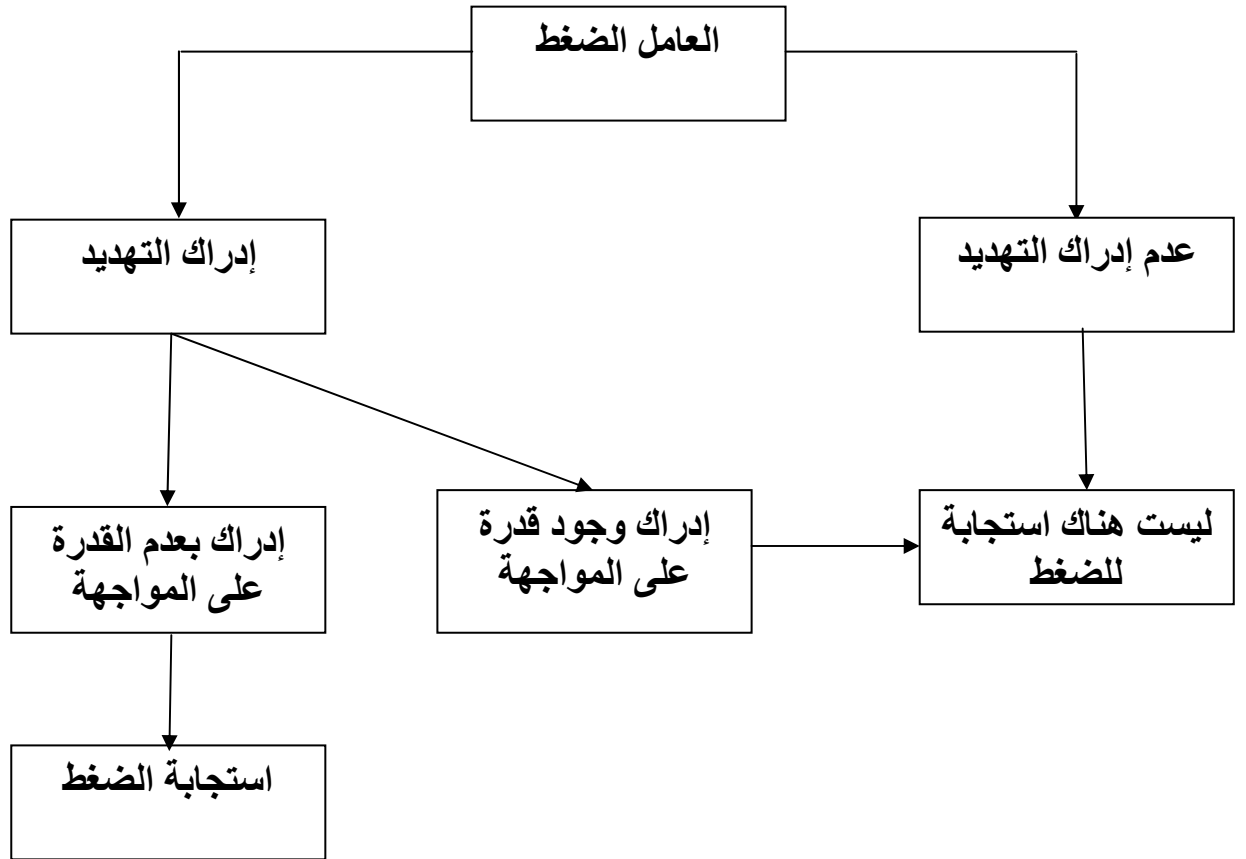 العامل الضغط
عدم إدراك التهديد
إدراك التهديد
ليست هناك استجابة
للضغط
إدراك وجود قدرة
على المواجهة
إدراك بعدم القدرة
على المواجهة
استجابة الضغط